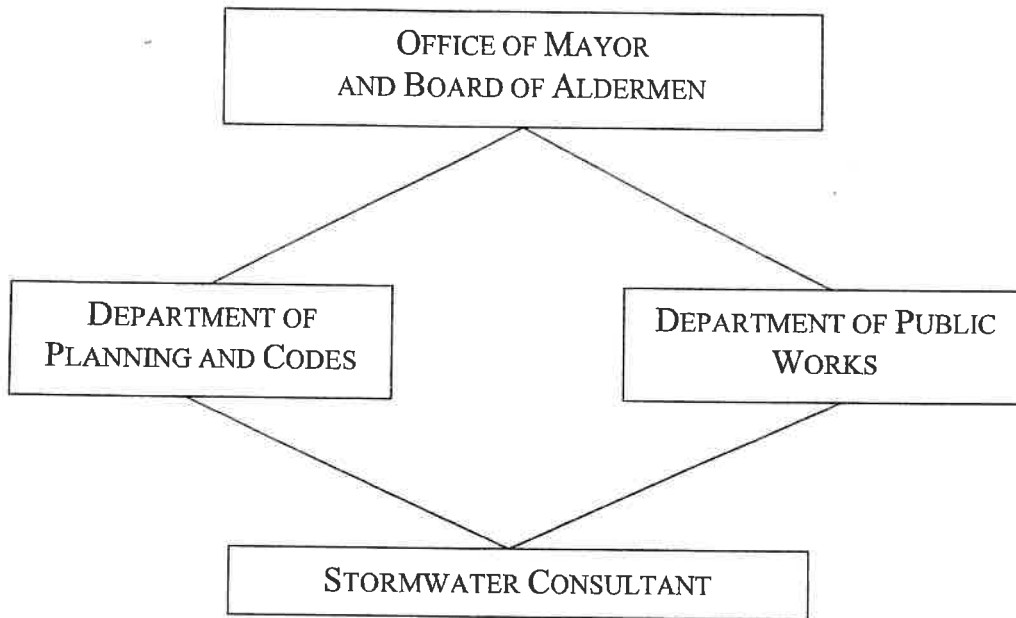 OFFICE OF MAYOR
AND BOARD OF ALDERMEN
DEPARTMENT OF
PLANNING AND CODES
DEPARTMENT OF PUBLIC
WORKS
STORMWATER CONSULTANT